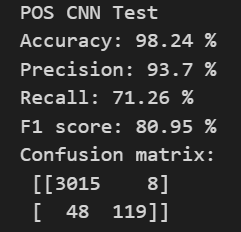 POS CNN Test
Accuracy: 98.24 %
Precision: 93.7 %
Recall: 71.26 %
F1 score: 80.95 %
Confusion matrix:
[[3015    8]
[  48  119]]